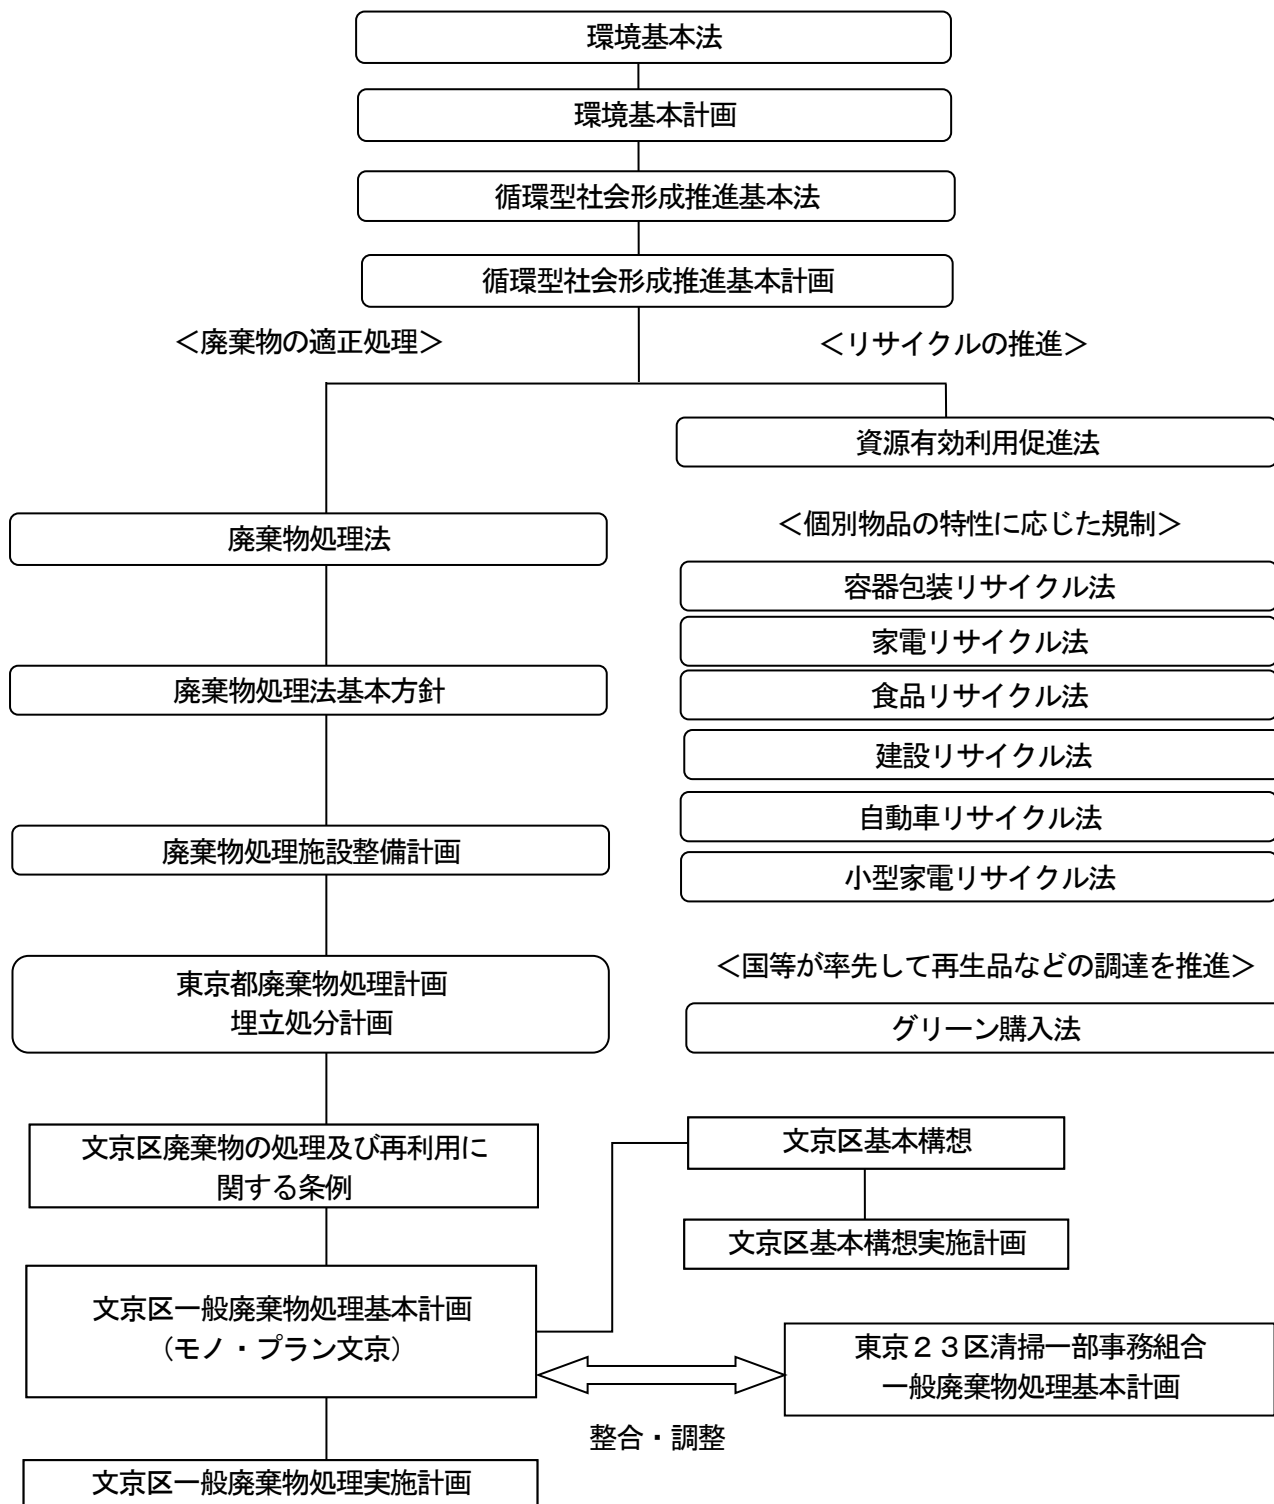 環境基本法
環境基本計画
循環型社会形成推進基本法
循環型社会形成推進基本計画
＜廃棄物の適正処理＞
＜リサイクルの推進＞
資源有効利用促進法
廃棄物処理法
＜個別物品の特性に応じた規制＞
容器包装リサイクル法
家電リサイクル法
廃棄物処理法基本方針
食品リサイクル法
建設リサイクル法
自動車リサイクル法
廃棄物処理施設整備計画
小型家電リサイクル法
東京都廃棄物処理計画
埋立処分計画
＜国等が率先して再生品などの調達を推進＞
グリーン購入法
文京区廃棄物の処理及び再利用に
関する条例
文京区基本構想
文京区基本構想実施計画
文京区一般廃棄物処理基本計画
（モノ・プラン文京）
東京２３区清掃一部事務組合
一般廃棄物処理基本計画
整合・調整
文京区一般廃棄物処理実施計画